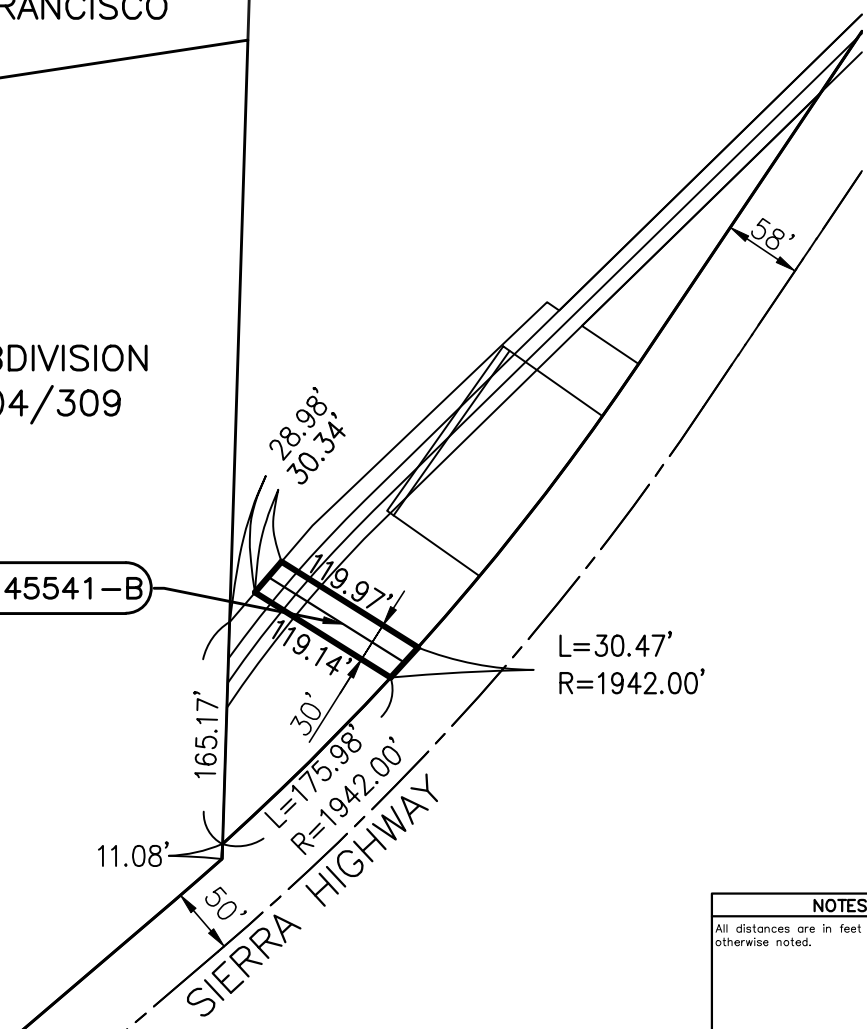 RANCISCO
58'
BDIVISION
04/309
28.98'
30.34'
119.97'
45541-B
119.14'
L=30.47'
R=1942.00'
30'
165.17'
L=175.98'
R=1942.00'
11.08'
50'
SIERRA HIGHWAY
NOTES
All distances are in feet
otherwise noted.